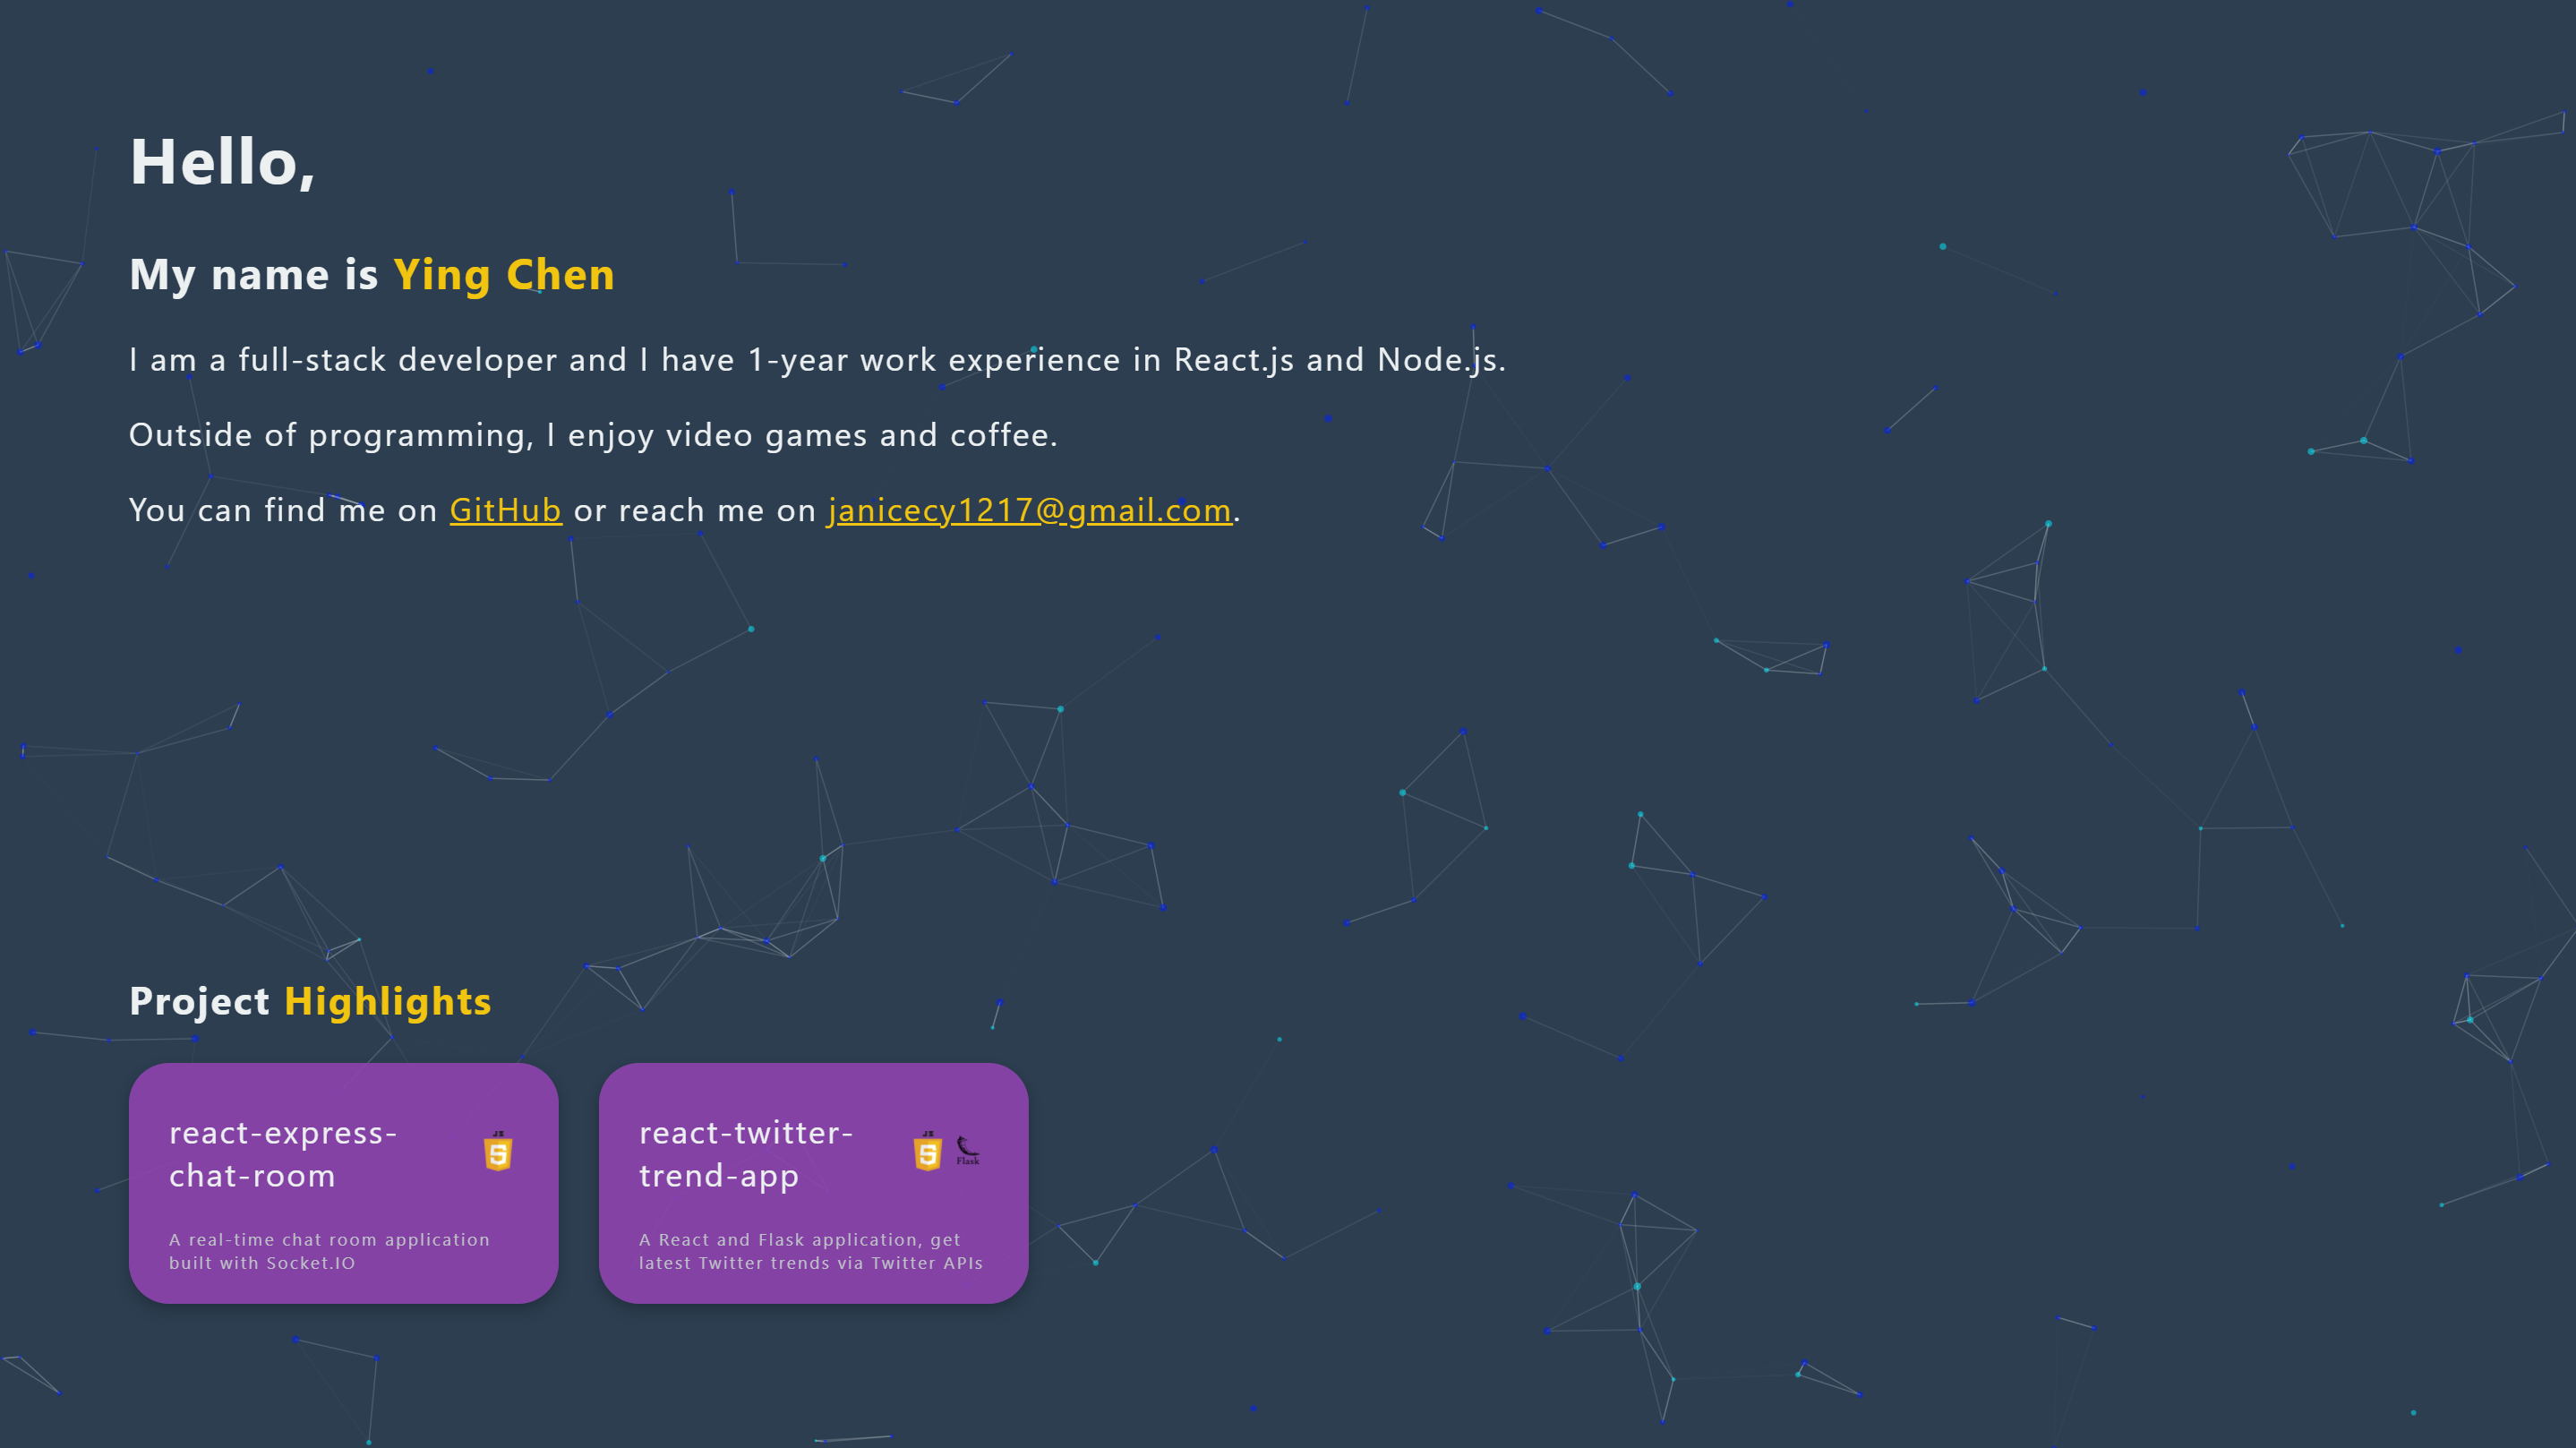 Hello,
My name is Ying Chen
I am a full-stack developer and I have 1-year work experience in React.js and Node.js.
Outside of programming, I enjoy video games and coffee.
You can find me on GitHub or reach me on janicecy1217@gmail.com.
Project Highlights
react-express-
chat-room
JS
5
A real-time chat room application
built with Socket.IO
react-twitter-
trend-app
JS
5
Flask
A React and Flask application, get
latest Twitter trends via Twitter APIs